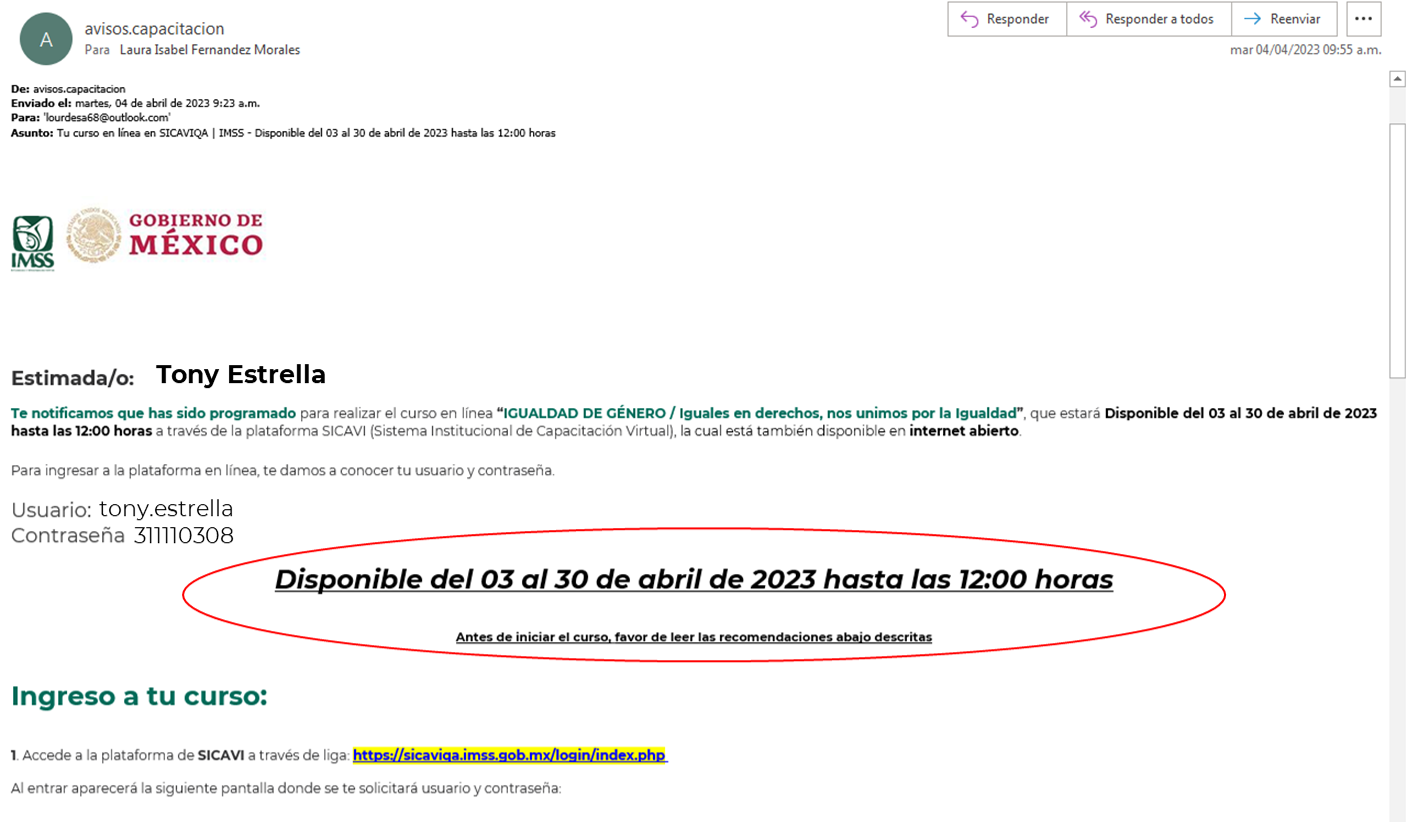 A
avisos.capacitacion
Para Laura Isabel Fernandez Morales
Responder
Responder a todos
Reenviar
mar 04/04/2023 09:55 a.m.
De: avisos.capacitacion
Enviado el: martes, 04 de abril de 2023 9:23 a.m.
Para: 'lourdesa68@outlook.com'
Asunto: Tu curso en línea en SICAVIQA | IMSS - Disponible del 03 al 30 de abril de 2023 hasta las 12:00 horas
IMSS
GOBIERNO DE
MÉXICO
Estimada/o: Tony Estrella
Te notificamos que has sido programado para realizar el curso en línea “IGUALDAD DE GÉNERO / Iguales en derechos, nos unimos por la Igualdad”, que estará Disponible del 03 al 30 de abril de 2023
hasta las 12:00 horas a través de la plataforma SICAVI (Sistema Institucional de Capacitación Virtual), la cual está también disponible en internet abierto.
Para ingresar a la plataforma en línea, te damos a conocer tu usuario y contraseña.
Usuario: tony.estrella
Contraseña 311110308
Disponible del 03 al 30 de abril de 2023 hasta las 12:00 horas
Antes de iniciar el curso, favor de leer las recomendaciones abajo descritas
Ingreso a tu curso:
1. Accede a la plataforma de SICAVI a través de liga: https://sicaviqa.imss.gob.mx/login/index.php
Al entrar aparecerá la siguiente pantalla donde se te solicitará usuario y contraseña: